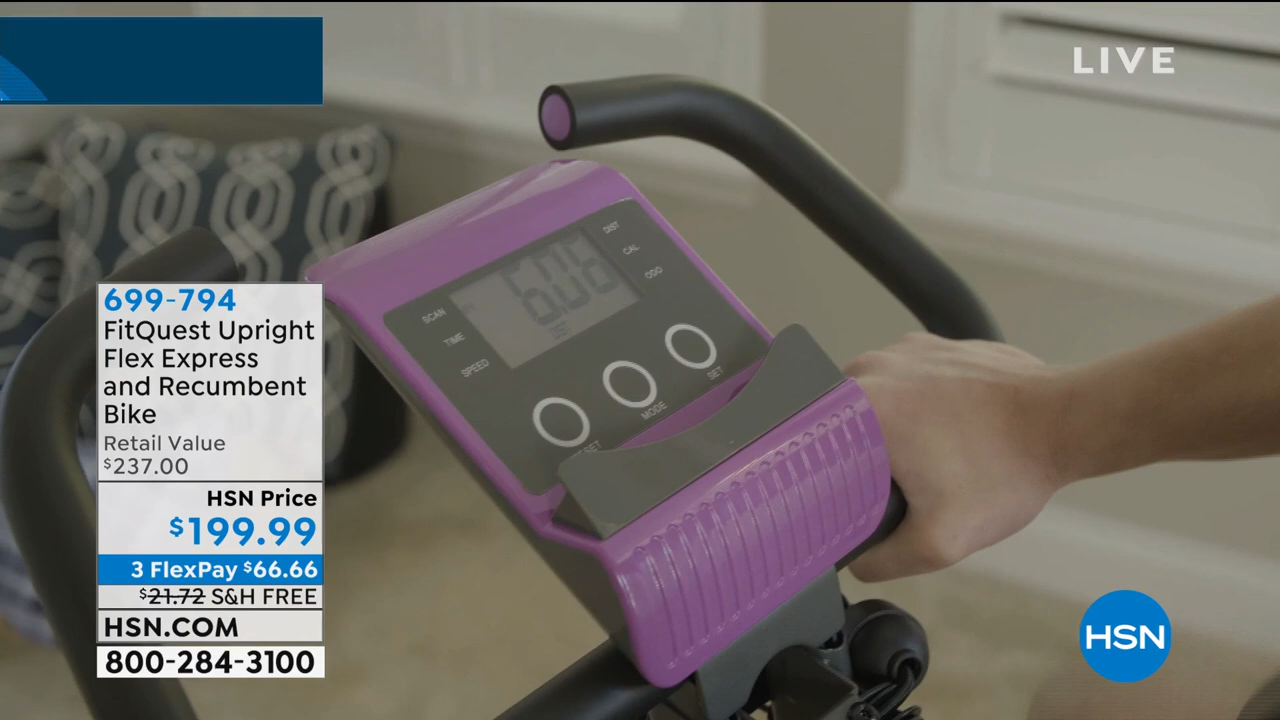 LIVE
699-794
FitQuest Upright
Flex Express
and Recumbent
Bike
Retail Value
$237.00
HSN Price
$199.99
3 FlexPay $66.66
$21.72 S&H FREE
HSN.COM
800-284-3100
DIST
CAL
ODO
SCAN
TIME
SPEED
SET
MODE
HSN